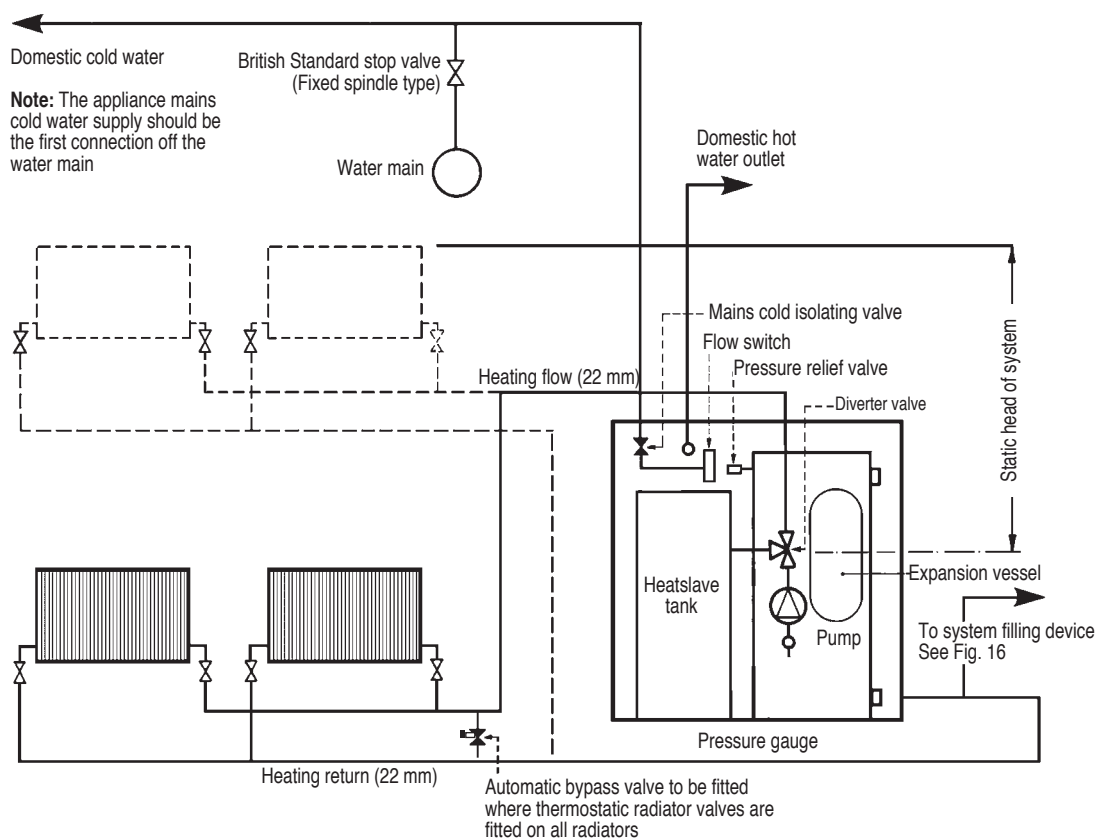 Domestic cold water
Note: The appliance mains
cold water supply should be
the first connection off the
water main
British Standard stop valve
(Fixed spindle type)
Water main
Domestic hot
water outlet
Mains cold isolating valve
Flow switch
Pressure relief valve
Heating flow (22 mm)
Diverter valve
Static head of system
Heatslave
tank
Expansion vessel
Pump
To system filling device
See Fig. 16
Pressure gauge
Heating return (22 mm)
Automatic bypass valve to be fitted
where thermostatic radiator valves are
fitted on all radiators